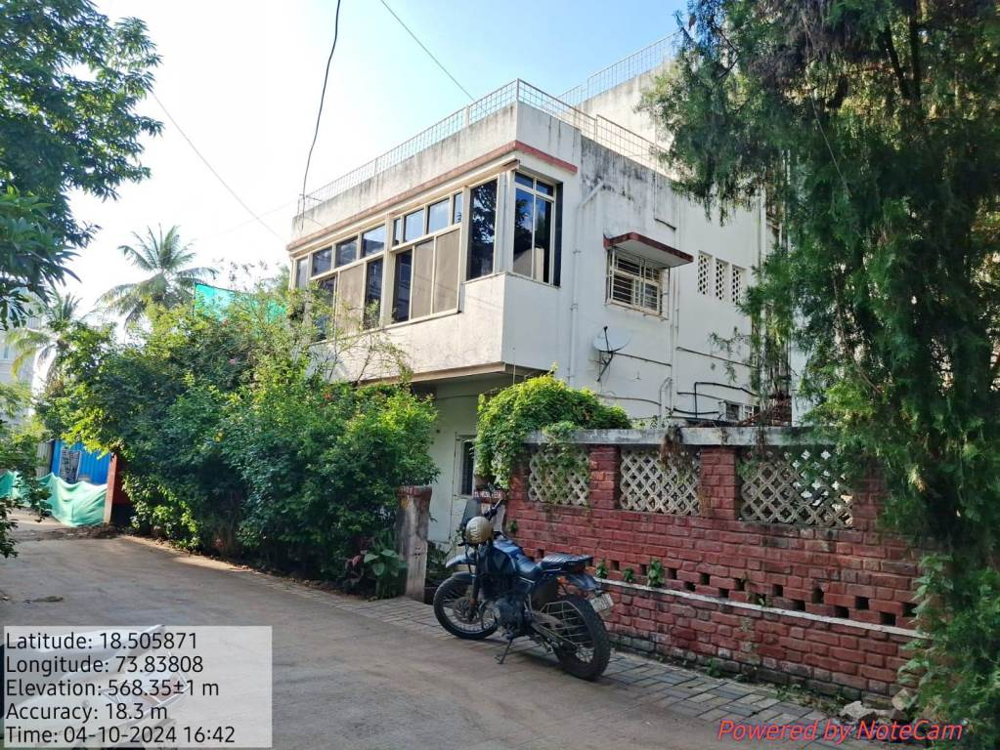 Latitude: 18.505871
Longitude: 73.83808
Elevation: 568.35±1 m
Accuracy: 18.3 m
Time: 04-10-2024 16:42
Powered by NoteCam